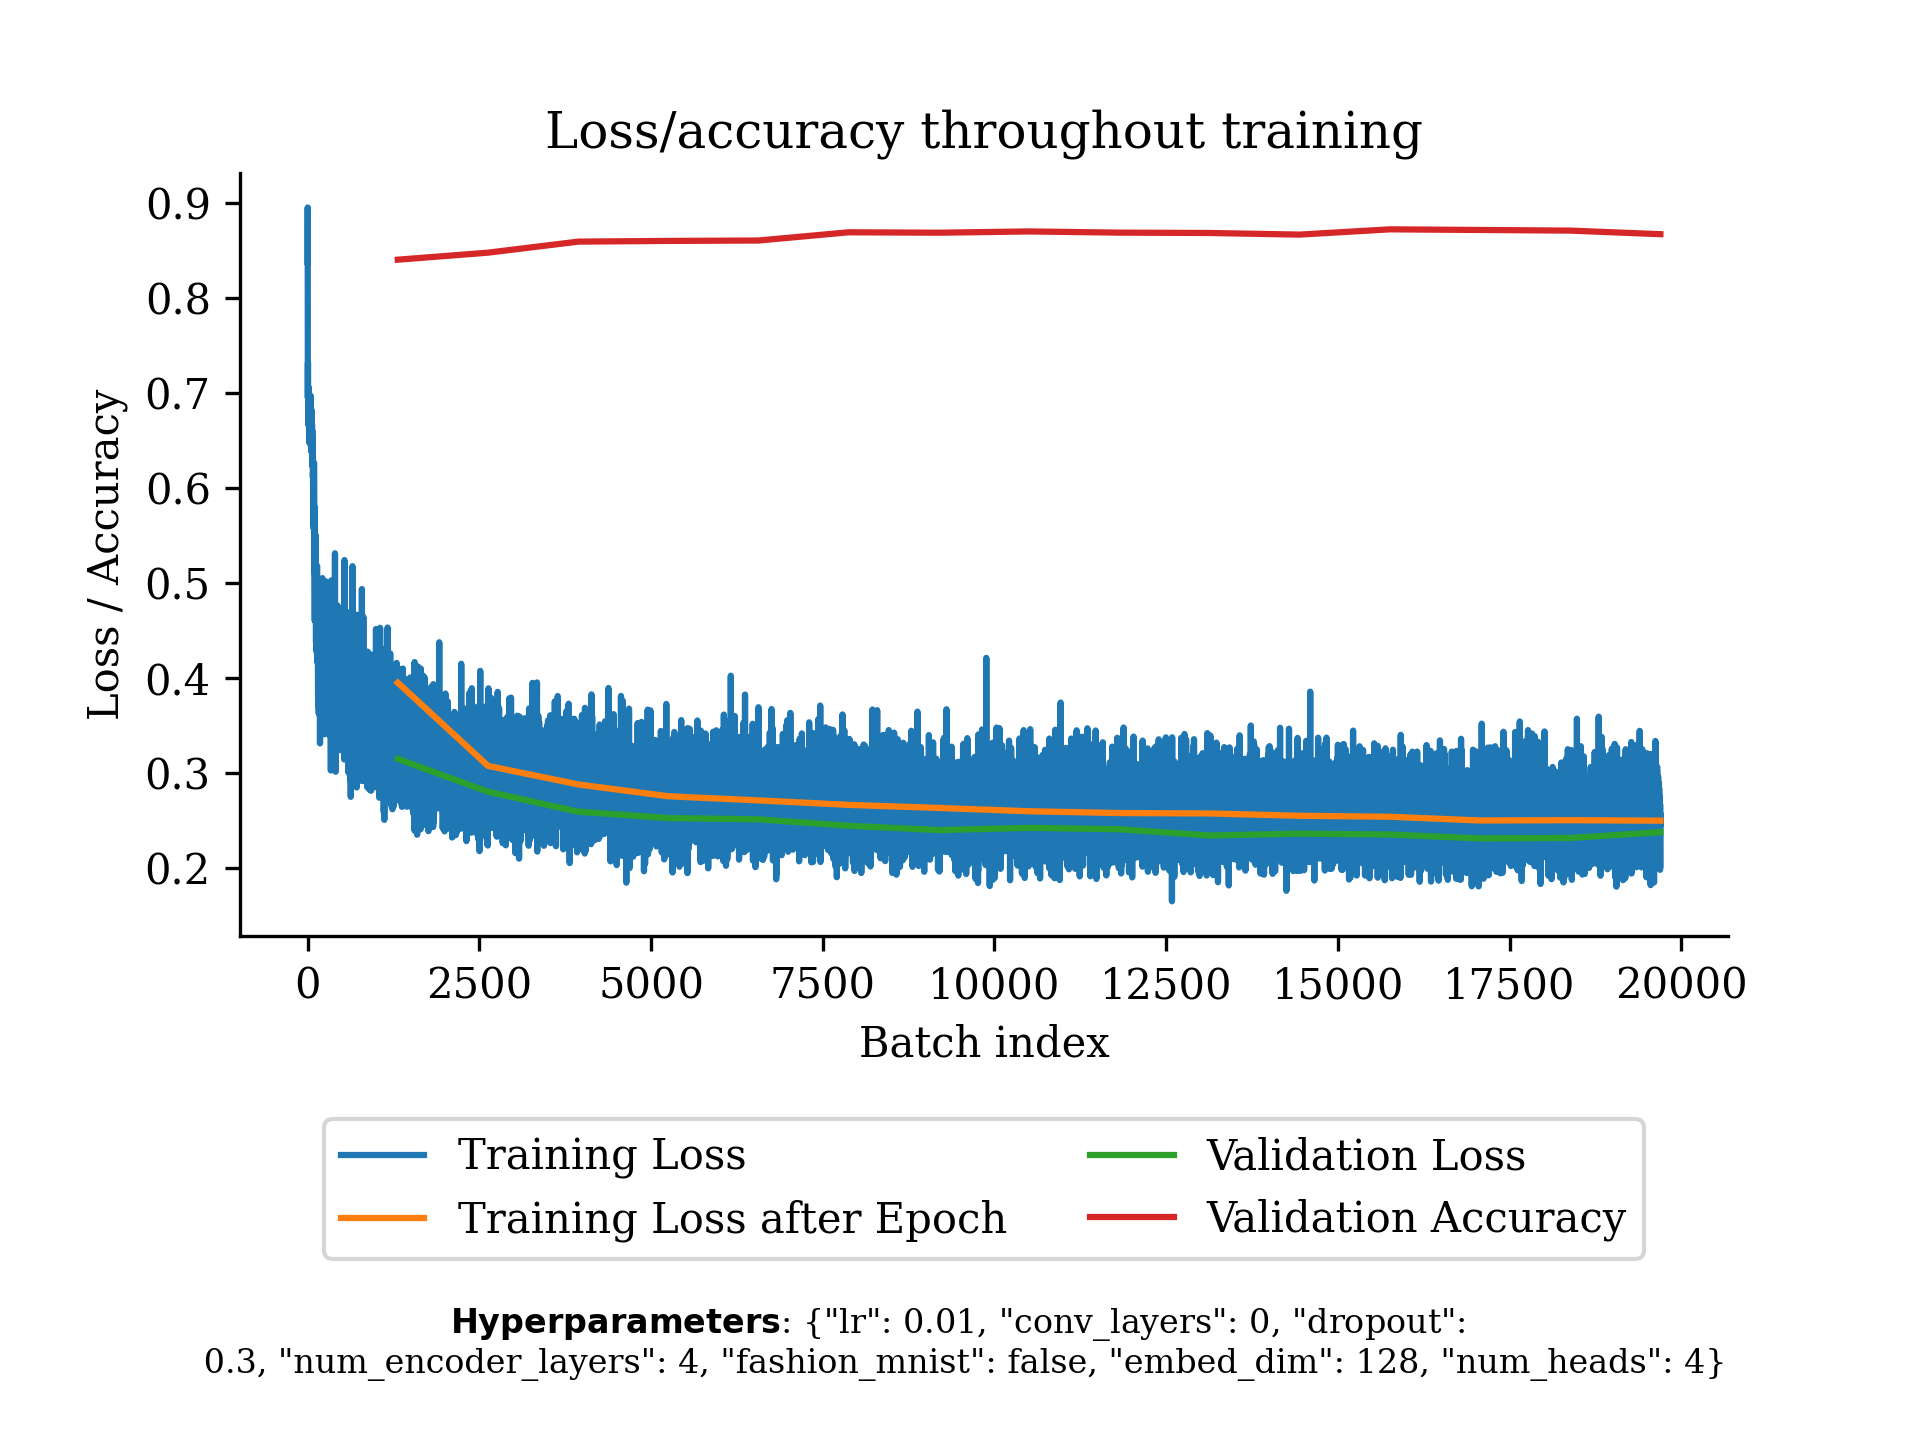 Loss/accuracy throughout training
Loss / Accuracy
0.9
0.8
0.7
0.6
0.5
0.4
0.3
0.2
0 2500 5000 7500 10000 12500 15000 17500 20000
Batch index
Training Loss
Training Loss after Epoch
Validation Loss
Validation Accuracy
Hyperparameters: {"lr": 0.01, "conv_layers": 0, "dropout":
0.3, "num_encoder_layers": 4, "fashion_mnist": false, "embed_dim": 128, "num_heads": 4}